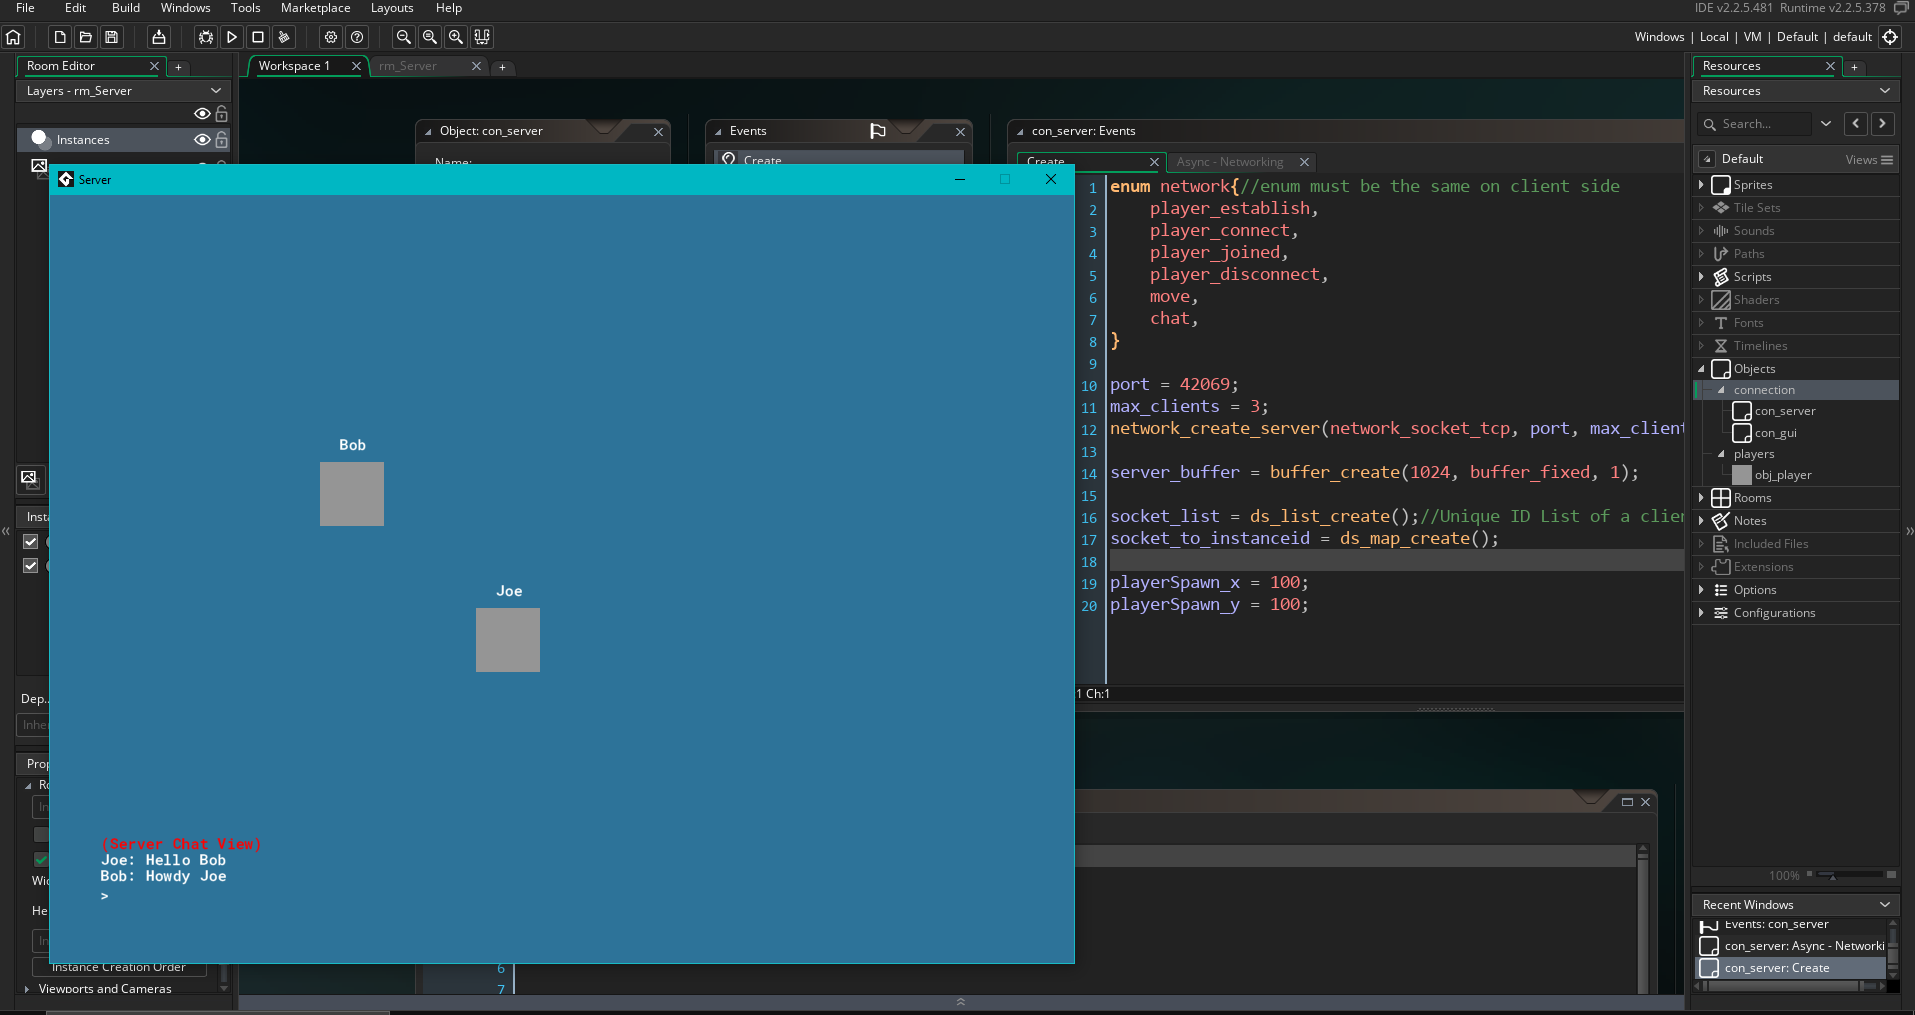 File Edit Build Windows Tools Marketplace Layouts Help
IDE v2.2.5.481 Runtime v2.2.5.378
Windows | Local | VM | Default | default
Room Editor
Workspace 1
rm_Server
Resources
Layers - rm_Server
Resources
Instances
Object: con_server
Events
con_server: Events
Search...
Name:
Create
Create
Async - Networking
Default
Views
Server
1 enum network{//enum must be the same on client side
2 player_establish,
3 player_connect,
4 player_joined,
5 player_disconnect,
6 move,
7 chat,
8 }
9
10 port = 42069;
11 max_clients = 3;
12 network_create_server(network_socket_tcp, port, max_client
13
14 server_buffer = buffer_create(1024, buffer_fixed, 1);
15
16 socket_list = ds_list_create();//Unique ID List of a clie
17 socket_to_instanceid = ds_map_create();
18
19 playerSpawn_x = 100;
20 playerSpawn_y = 100;
1 Ch:1
Sprites
Tile Sets
Sounds
Paths
Scripts
Shaders
Fonts
Timelines
Objects
connection
con_server
con_gui
players
obj_player
Rooms
Notes
Included Files
Extensions
Options
Configurations
100%
Recent Windows
Events: con_server
con_server: Async - Networki
con_server: Create
Bob
Joe
(Server Chat View)
Joe: Hello Bob
Bob: Howdy Joe
>
Inst
Dep..
Inher
Prop
Ro
In
Wi
He
In
Instance Creation Order
Viewports and Cameras
6
7